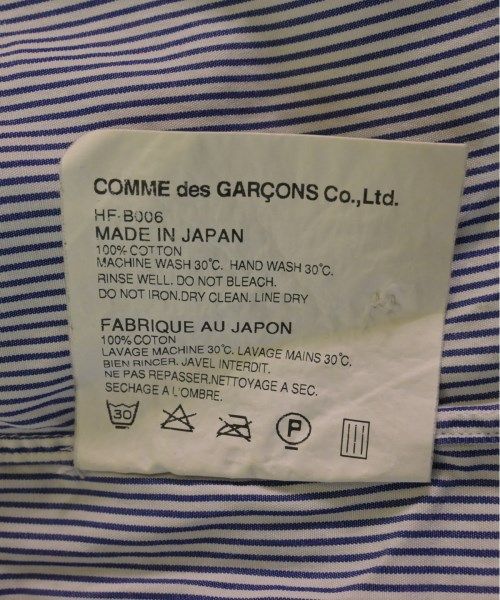 COMME des GARÇONS Co.,Ltd.
HF-B006
MADE IN JAPAN
100% COTTON
MACHINE WASH 30℃. HAND WASH 30℃.
RINSE WELL. DO NOT BLEACH.
DO NOT IRON.DRY CLEAN. LINE DRY
FABRIQUE AU JAPON
100% COTON
LAVAGE MACHINE 30℃. LAVAGE MAINS 30℃.
BIEN RINCER. JAVEL INTERDIT.
NE PAS REPASSER.NETTOYAGE A SEC.
SECHAGE A L'OMBRE.
30 P